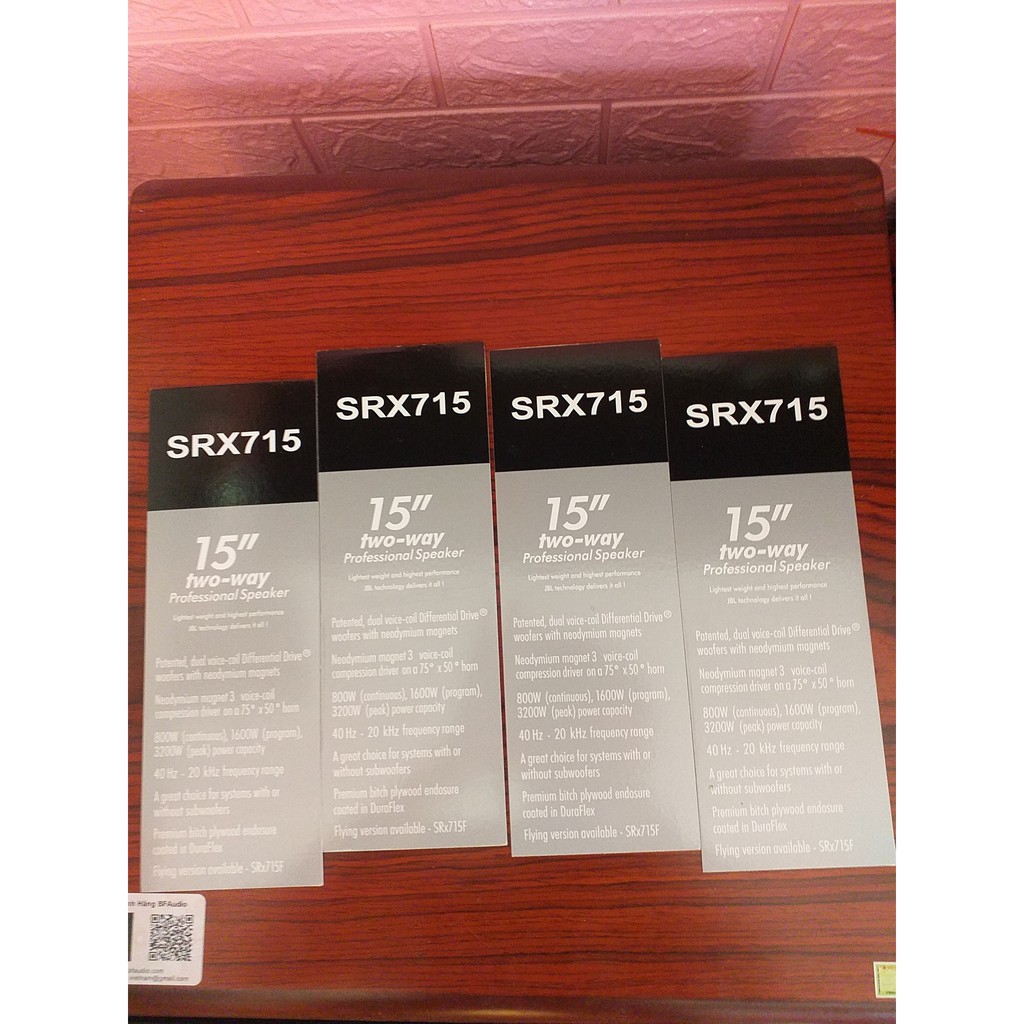 SRX715
15"
two-way
Professional Speaker
Lightest weight and highest performance
JBL technology delivers it all !
Patented, dual voice-coil Differential Drive®
woofers with neodymium magnets
Neodymium magnet 3 voice-coil
compression driver on a 75° x 50° horn
800W (continuous), 1600W (program),
3200W (peak) power capacity
40 Hz - 20 kHz frequency range
A great choice for systems with or
without subwoofers
Premium bitch plywood endosure
coated in DuraFlex
Flying version available - SRx715F
SRX715
15"
two-way
Professional Speaker
Lightest weight and highest performance
JBL technology delivers it all !
Patented, dual voice-coil Differential Drive®
woofers with neodymium magnets
Neodymium magnet 3 voice-coil
compression driver on a 75° x 50° horn
800W (continuous), 1600W (program),
3200W (peak) power capacity
40 Hz - 20 kHz frequency range
A great choice for systems with or
without subwoofers
Premium bitch plywood endosure
coated in DuraFlex
Flying version available - SRx715F
SRX715
15"
two-way
Professional Speaker
Lightest weight and highest performance
JBL technology delivers it all !
Patented, dual voice-coil Differential Drive®
woofers with neodymium magnets
Neodymium magnet 3 voice-coil
compression driver on a 75° x 50° horn
800W (continuous), 1600W (program),
3200W (peak) power capacity
40 Hz - 20 kHz frequency range
A great choice for systems with or
without subwoofers
Premium bitch plywood endosure
coated in DuraFlex
Flying version available - SRx715F
SRX715
15"
two-way
Professional Speaker
Lightest weight and highest performance
JBL technology delivers it all !
Patented, dual voice-coil Differential Drive®
woofers with neodymium magnets
Neodymium magnet 3 voice-coil
compression driver on a 75° x 50° horn
800W (continuous), 1600W (program),
3200W (peak) power capacity
40 Hz - 20 kHz frequency range
A great choice for systems with or
without subwoofers
Premium bitch plywood endosure
coated in DuraFlex
Flying version available - SRx715F
Hãng BFAudio